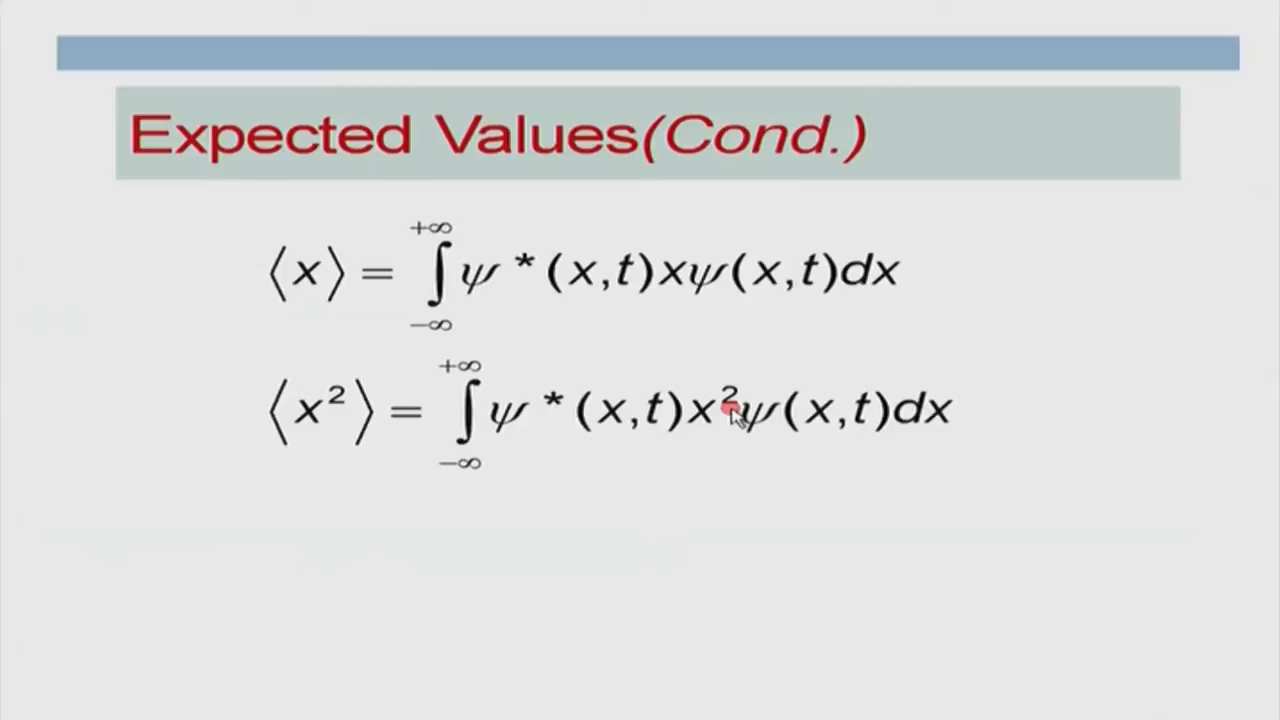 Expected Values(Cond.)
⟨x⟩ = ∫_{−∞}^{+∞} ψ*(x,t)xψ(x,t)dx
⟨x²⟩ = ∫_{−∞}^{+∞} ψ*(x,t)x²ψ(x,t)dx